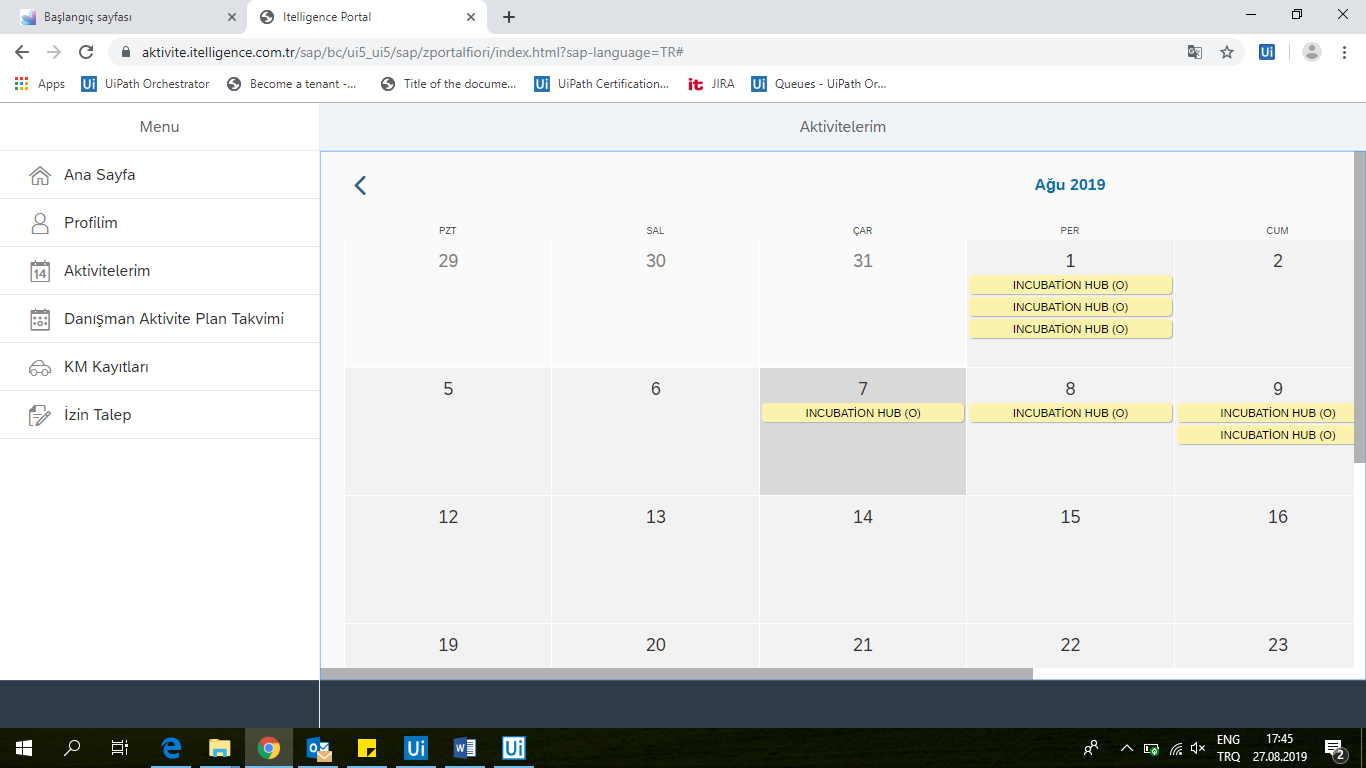 Başlangıç sayfası
Itelligence Portal
aktivite.itelligence.com.tr/sap/bc/ui5_ui5/sap/zportalfiori/index.html?sap-language=TR#
Apps
UiPath Orchestrator
Become a tenant -...
Title of the docume...
UiPath Certification...
JIRA
Queues - UiPath Or...
Menu
Ana Sayfa
Profilim
14
Aktivitelerim
Danışman Aktivite Plan Takvimi
KM Kayıtları
İzin Talep
Aktivitelerim
Ağu 2019
PZT SAL ÇAR PER CUM
29 30 31 1 2
INCUBATİON HUB (O)
INCUBATİON HUB (O)
INCUBATİON HUB (O)
5 6 7 8 9
INCUBATİON HUB (O) INCUBATİON HUB (O) INCUBATİON HUB (O)
INCUBATİON HUB (O)
12 13 14 15 16
19 20 21 22 23
ENG 17:45
TRQ 27.08.2019
2